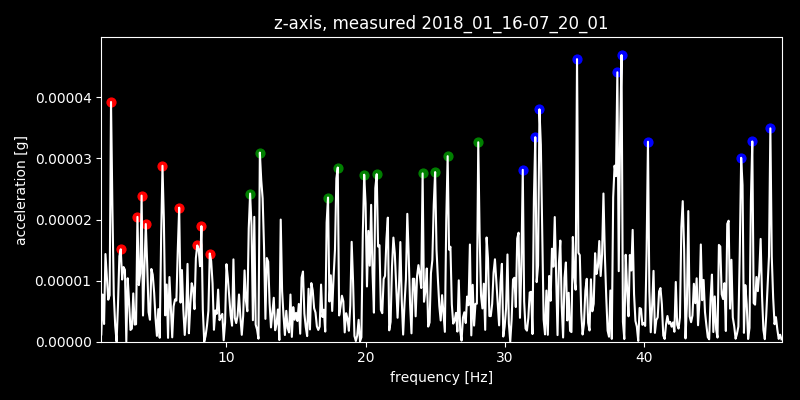 z-axis, measured 2018_01_16-07_20_01
0.00004
0.00003
0.00002
0.00001
0.00000
acceleration [g]
10 20 30 40
frequency [Hz]